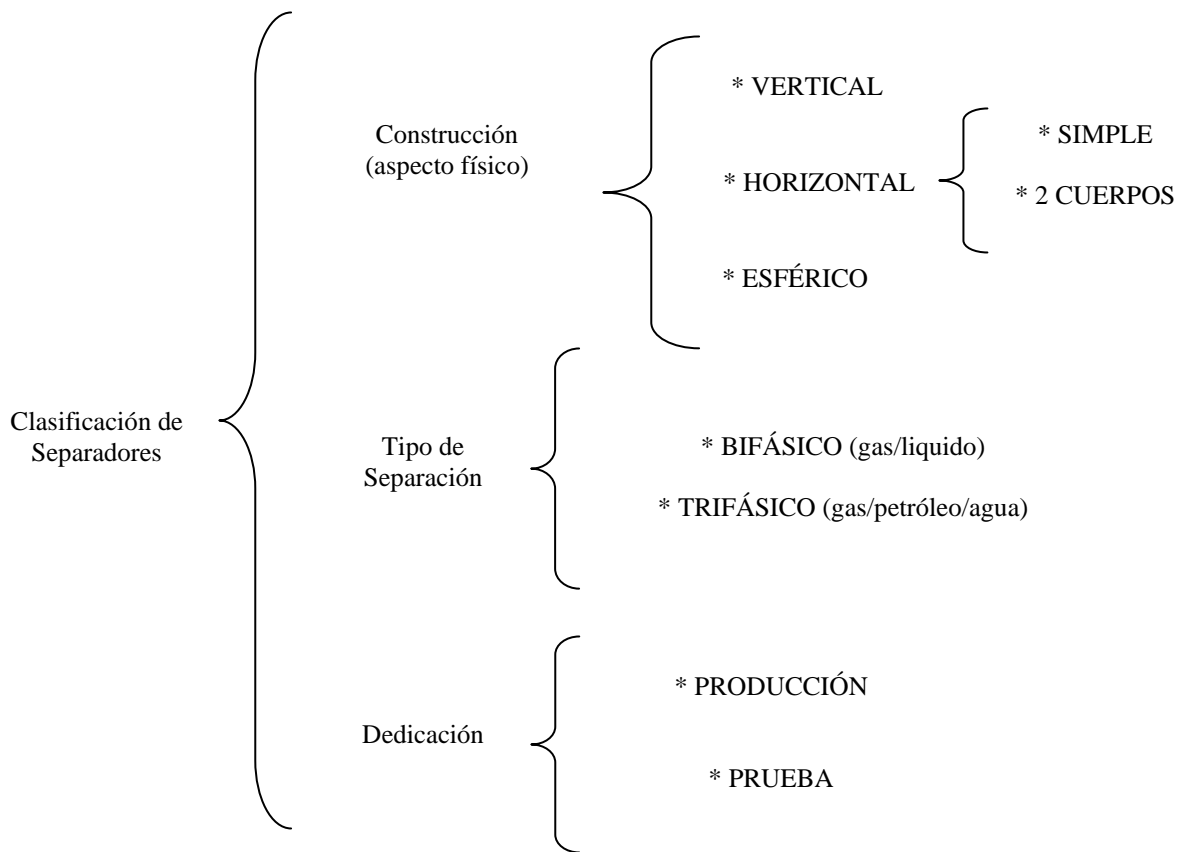 Clasificación de
Separadores
Construcción
(aspecto físico)
* VERTICAL
* HORIZONTAL
* SIMPLE
* 2 CUERPOS
* ESFÉRICO
Tipo de
Separación
* BIFÁSICO (gas/liquido)
* TRIFÁSICO (gas/petróleo/agua)
Dedicación
* PRODUCCIÓN
* PRUEBA